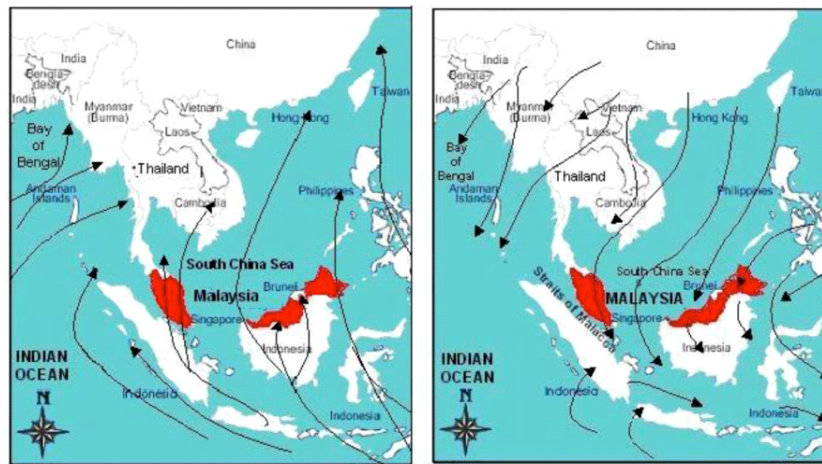 China
India
Bengla-
desh
India
Myanmar
(Burma)
Vietnam
Laos
Hong Kong
Taiwan
Bay
of
Bengal
Thailand
Andaman
Islands
Cambodia
Philippines
South China Sea
Malaysia
Brunei
Singapore
Indonesia
INDIAN
OCEAN
Indonesia
Indonesia
N
China
India
Bengla-
desh
India
Myanmar
(Burma)
Vietnam
Laos
Hong Kong
Taiwan
Bay
of
Bengal
Thailand
Andaman
Islands
Cambodia
Philippines
South China Sea
Brunei
MALAYSIA
Straits of Malacca
Singapore
Indonesia
INDIAN
OCEAN
Indonesia
Indonesia
N